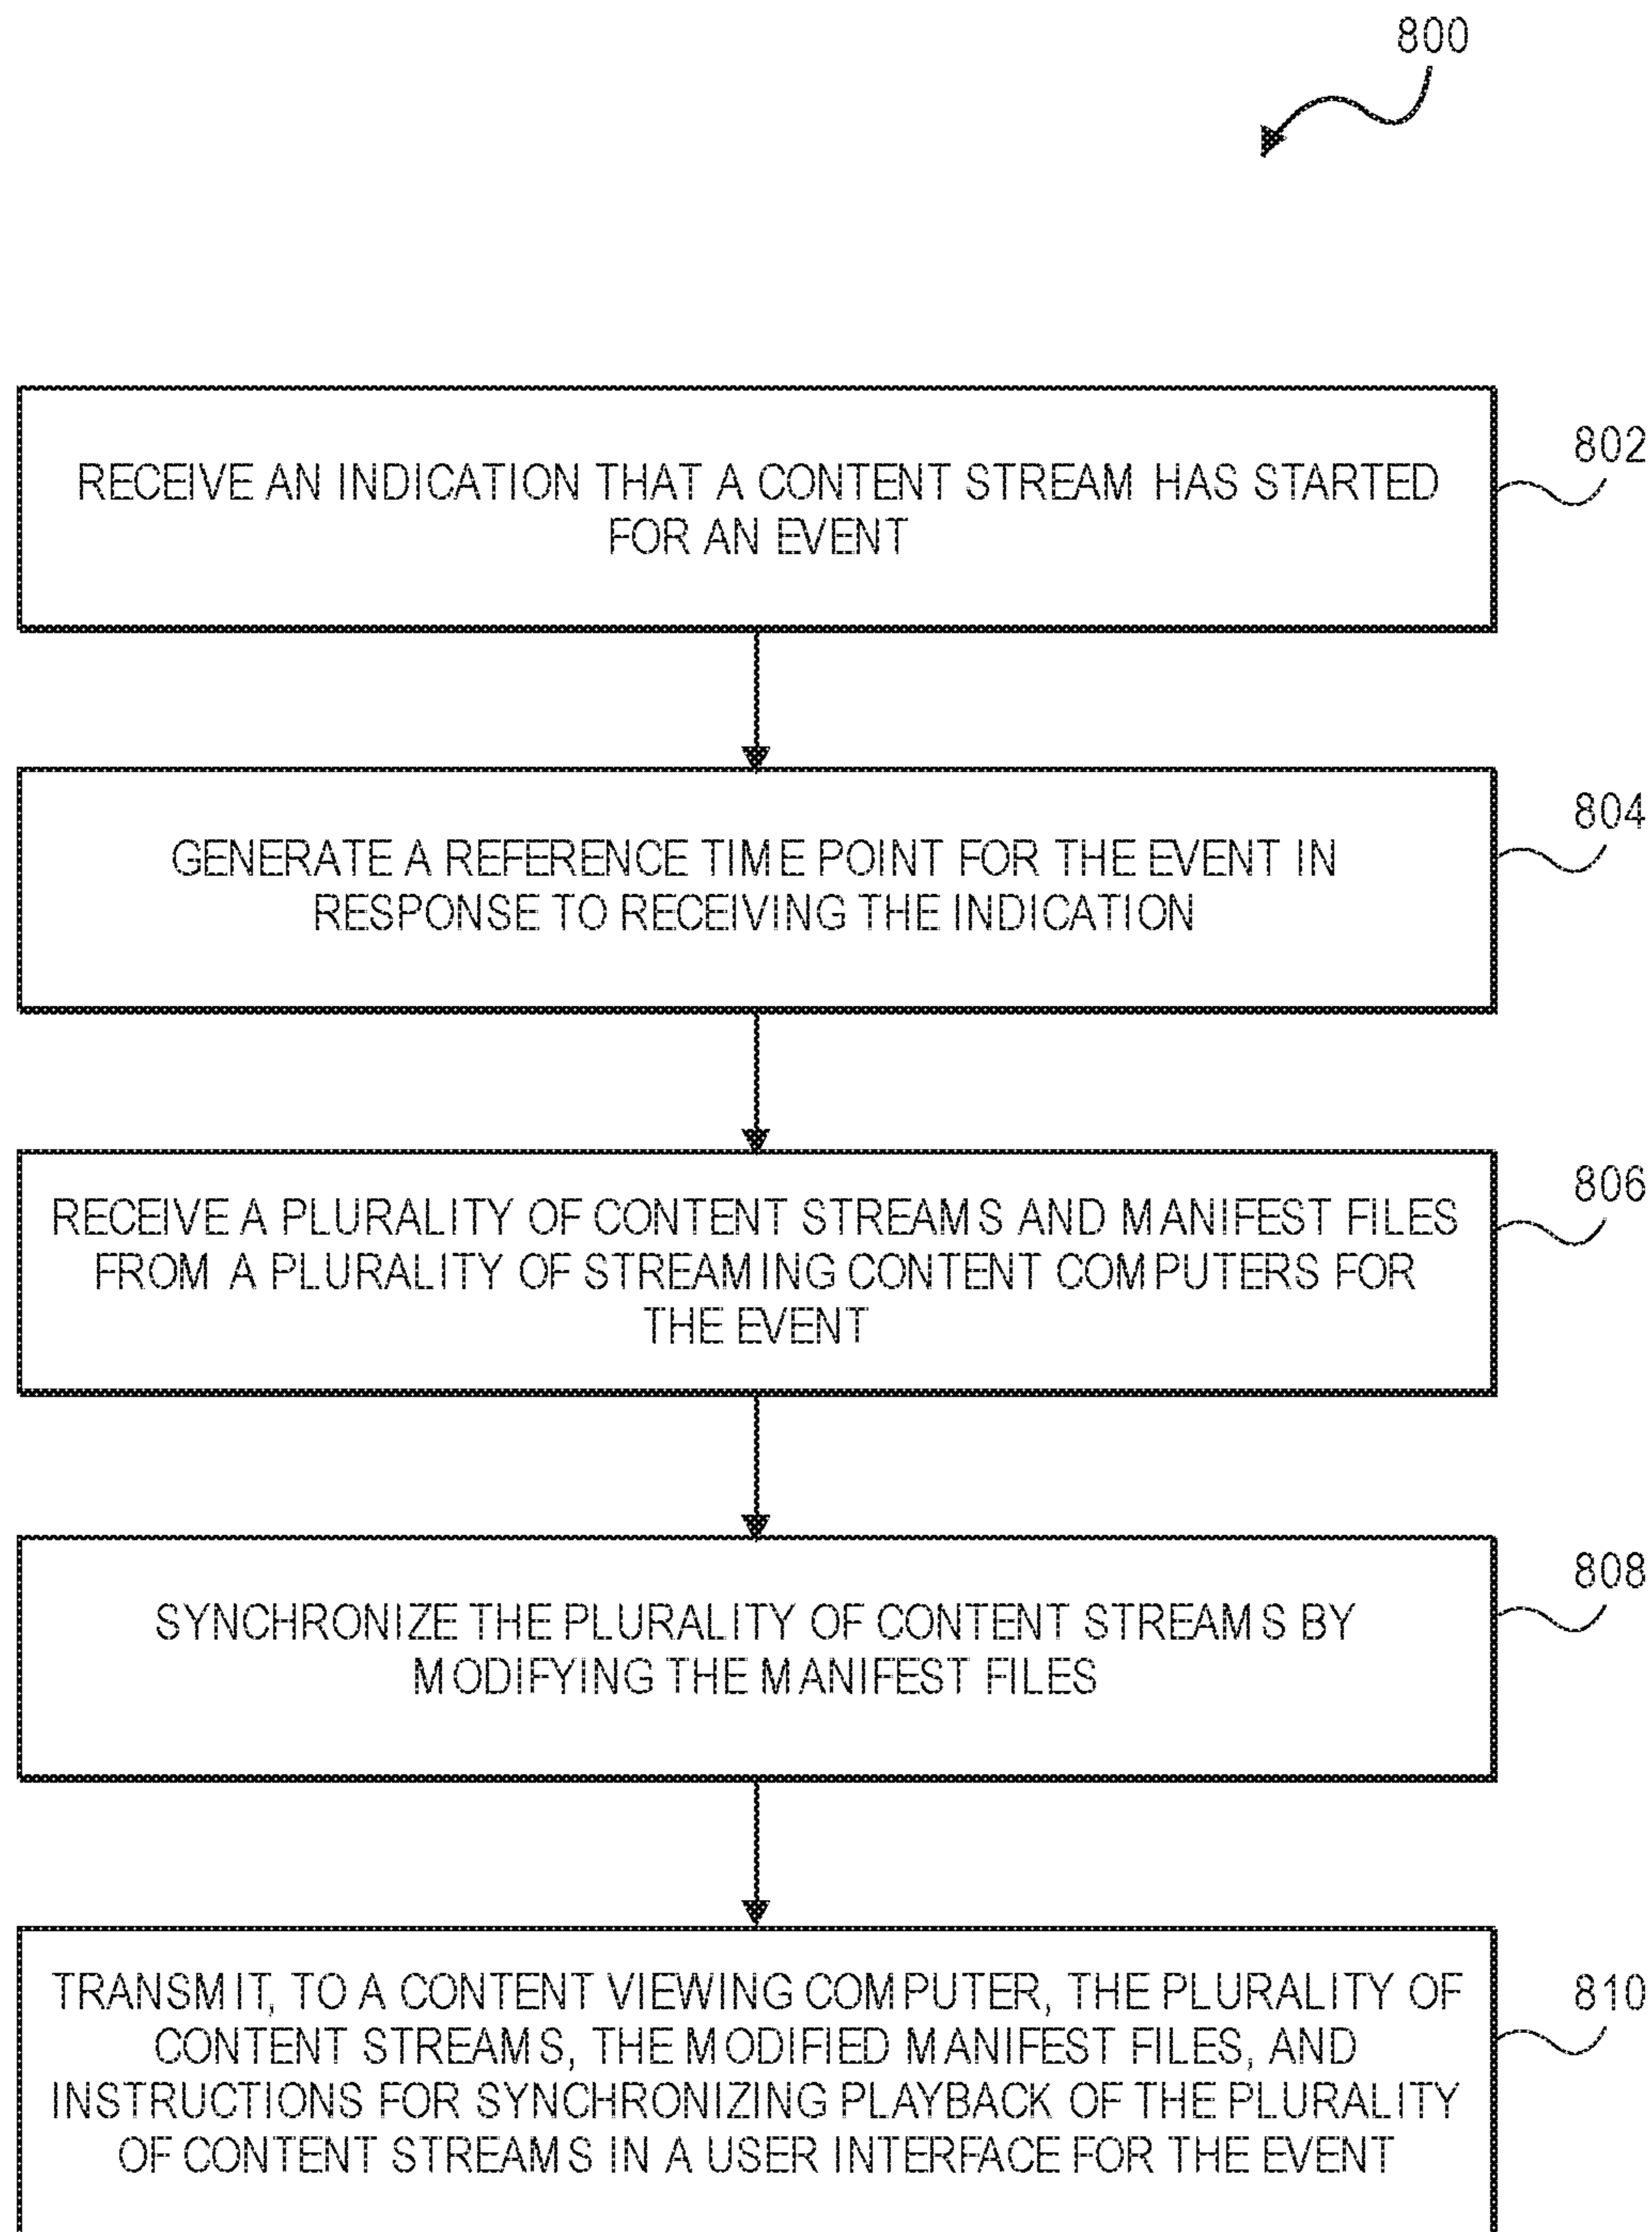 800
RECEIVE AN INDICATION THAT A CONTENT STREAM HAS STARTED
FOR AN EVENT
802
GENERATE A REFERENCE TIME POINT FOR THE EVENT IN
RESPONSE TO RECEIVING THE INDICATION
804
RECEIVE A PLURALITY OF CONTENT STREAMS AND MANIFEST FILES
FROM A PLURALITY OF STREAMING CONTENT COMPUTERS FOR
THE EVENT
806
SYNCHRONIZE THE PLURALITY OF CONTENT STREAMS BY
MODIFYING THE MANIFEST FILES
808
TRANSMIT, TO A CONTENT VIEWING COMPUTER, THE PLURALITY OF
CONTENT STREAMS, THE MODIFIED MANIFEST FILES, AND
INSTRUCTIONS FOR SYNCHRONIZING PLAYBACK OF THE PLURALITY
OF CONTENT STREAMS IN A USER INTERFACE FOR THE EVENT
810